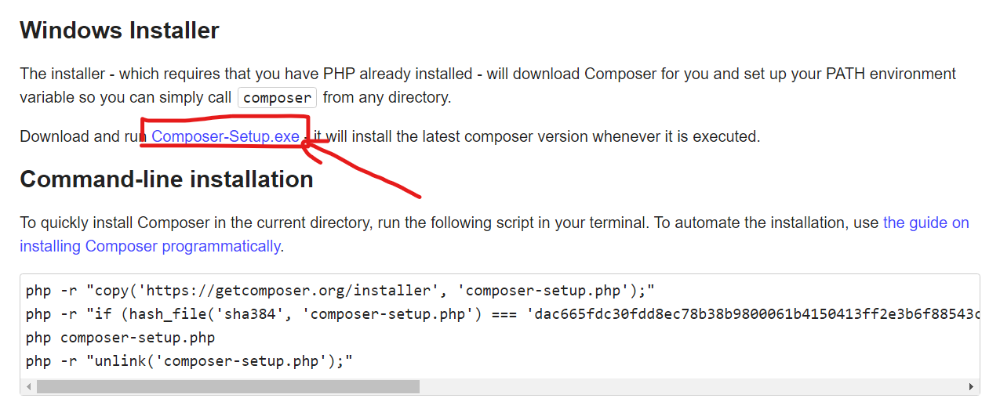 Windows Installer
The installer - which requires that you have PHP already installed - will download Composer for you and set up your PATH environment
variable so you can simply call composer from any directory.
Download and run Composer-Setup.exe - it will install the latest composer version whenever it is executed.
Command-line installation
To quickly install Composer in the current directory, run the following script in your terminal. To automate the installation, use the guide on
installing Composer programmatically.
php -r "copy('https://getcomposer.org/installer', 'composer-setup.php');"
php -r "if (hash_file('sha384', 'composer-setup.php') === 'dac665fdc30fdd8ec78b38b9800061b4150413ff2e3b6f88543c
php composer-setup.php
php -r "unlink('composer-setup.php');"